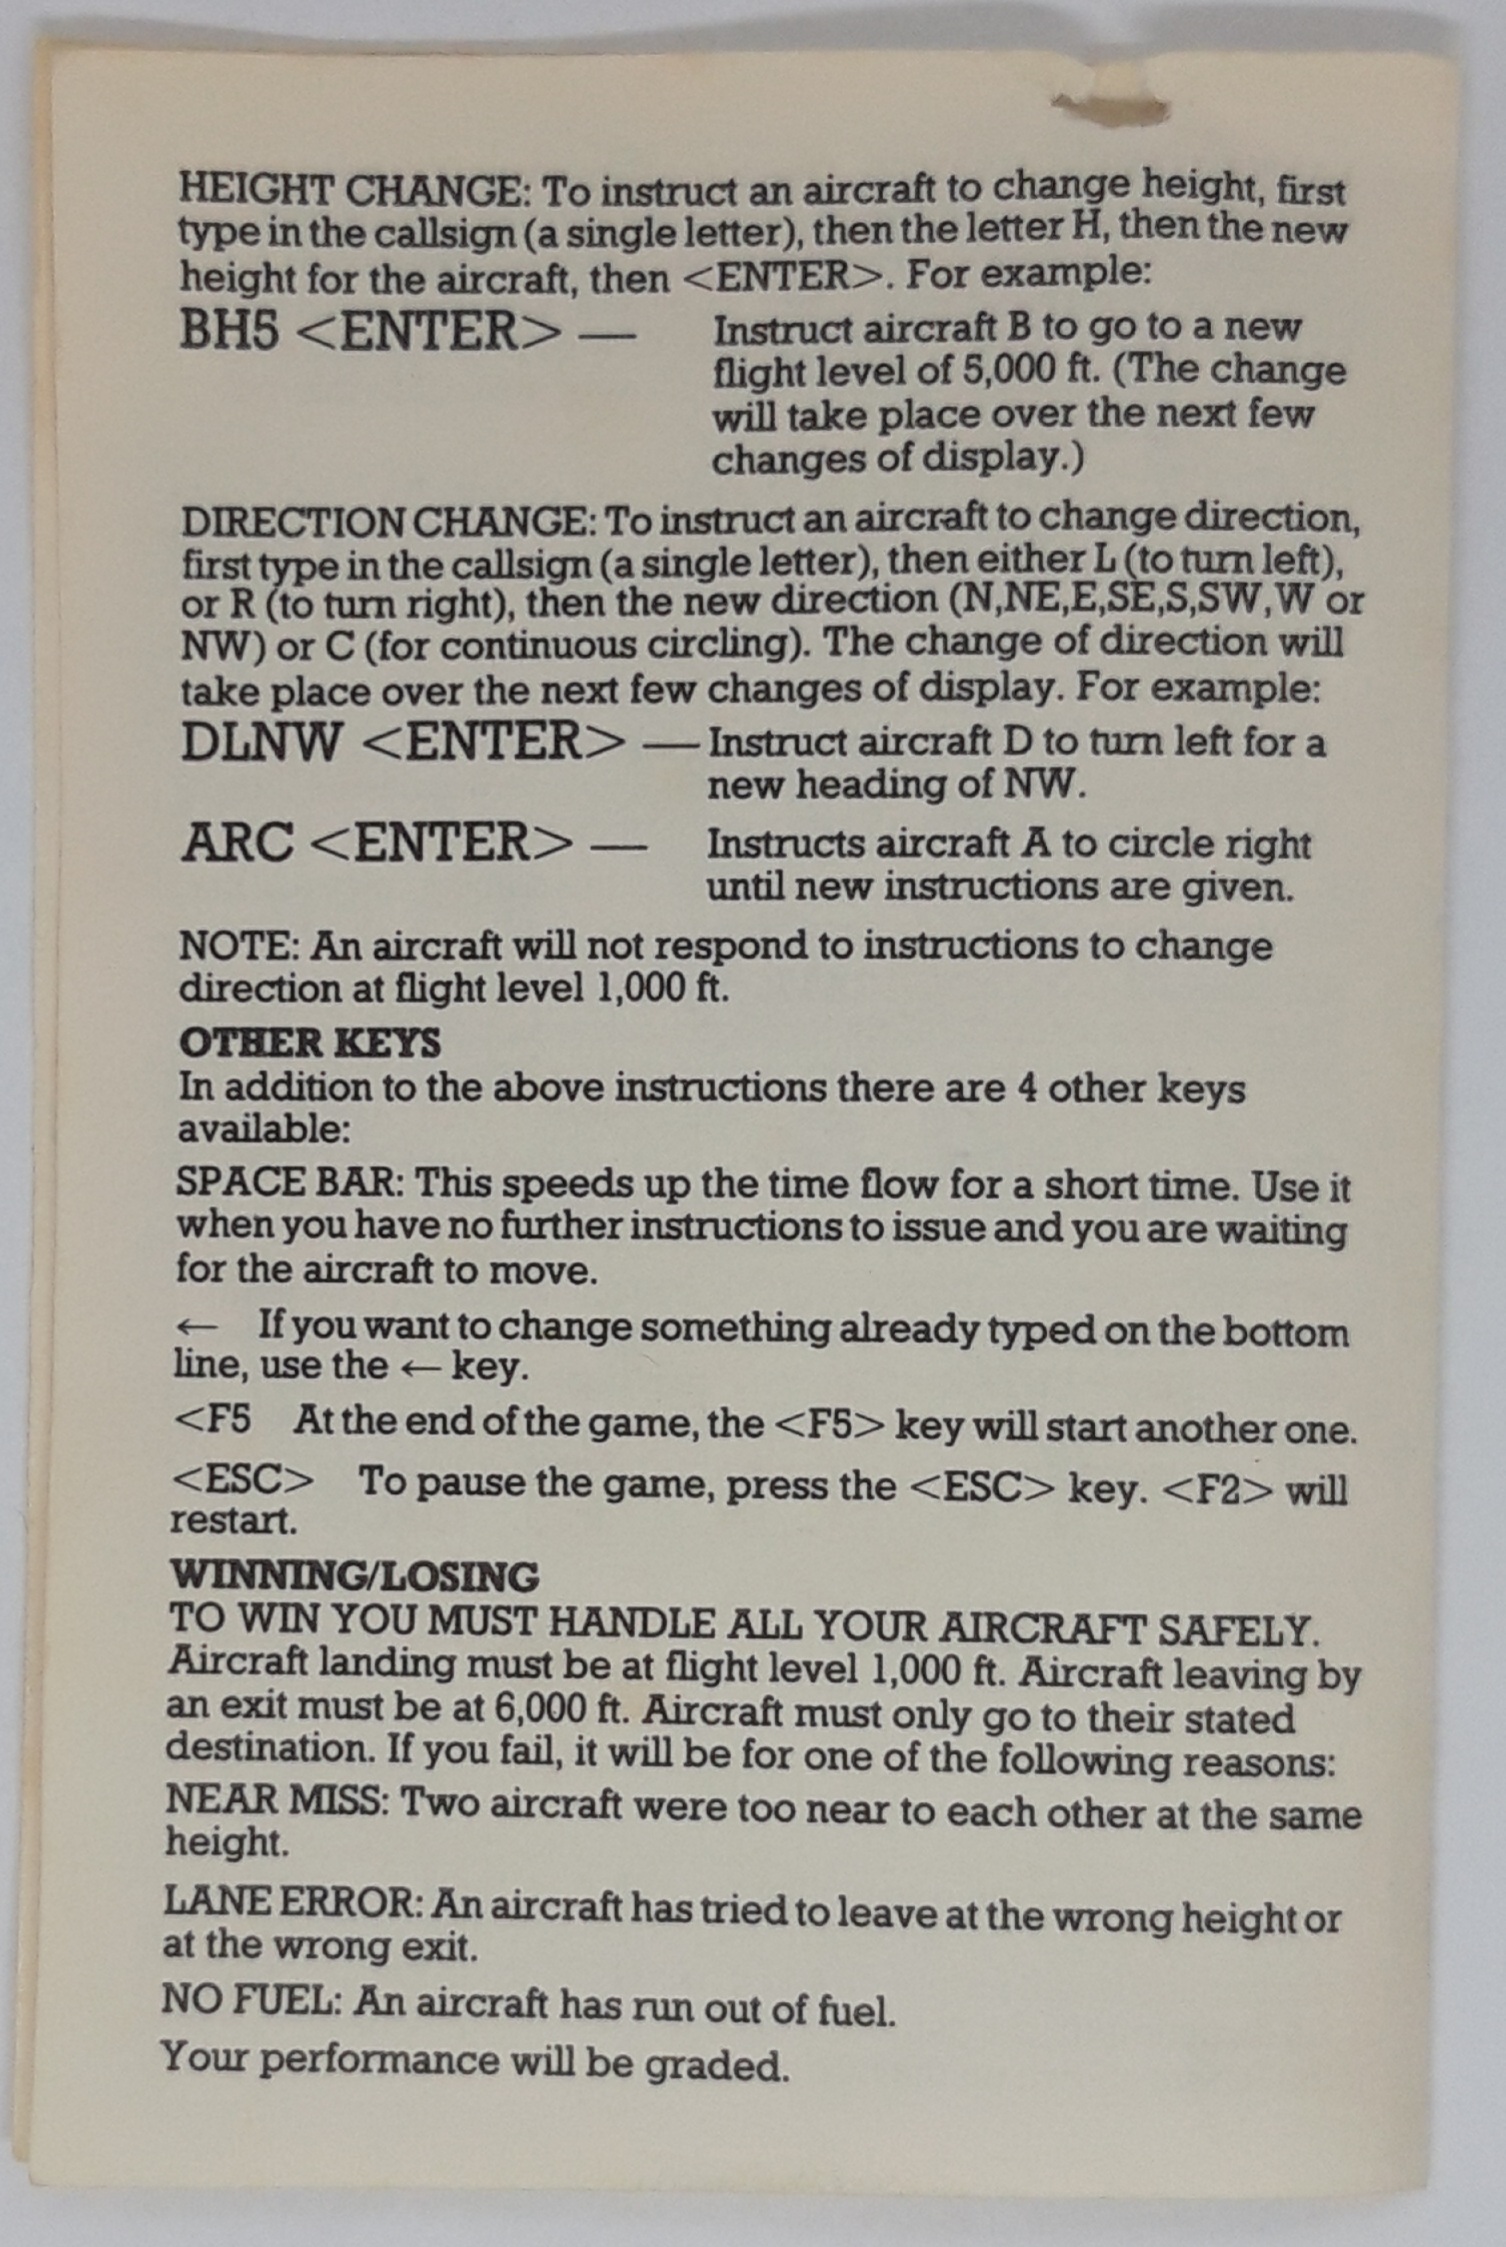 HEIGHT CHANGE: To instruct an aircraft to change height, first
type in the callsign (a single letter), then the letter H, then the new
height for the aircraft, then <ENTER>. For example:
BH5 <ENTER> — Instruct aircraft B to go to a new
flight level of 5,000 ft. (The change
will take place over the next few
changes of display.)
DIRECTION CHANGE: To instruct an aircraft to change direction,
first type in the callsign (a single letter), then either L (to turn left),
or R (to turn right), then the new direction (N,NE,E,SE,S,SW,W or
NW) or C (for continuous circling). The change of direction will
take place over the next few changes of display. For example:
DLNW <ENTER> — Instruct aircraft D to turn left for a
new heading of NW.
ARC <ENTER> — Instructs aircraft A to circle right
until new instructions are given.
NOTE: An aircraft will not respond to instructions to change
direction at flight level 1,000 ft.
OTHER KEYS
In addition to the above instructions there are 4 other keys
available:
SPACE BAR: This speeds up the time flow for a short time. Use it
when you have no further instructions to issue and you are waiting
for the aircraft to move.
← If you want to change something already typed on the bottom
line, use the ← key.
<F5 At the end of the game, the <F5> key will start another one.
<ESC> To pause the game, press the <ESC> key. <F2> will
restart.
WINNING/LOSING
TO WIN YOU MUST HANDLE ALL YOUR AIRCRAFT SAFELY.
Aircraft landing must be at flight level 1,000 ft. Aircraft leaving by
an exit must be at 6,000 ft. Aircraft must only go to their stated
destination. If you fail, it will be for one of the following reasons:
NEAR MISS: Two aircraft were too near to each other at the same
height.
LANE ERROR: An aircraft has tried to leave at the wrong height or
at the wrong exit.
NO FUEL: An aircraft has run out of fuel.
Your performance will be graded.